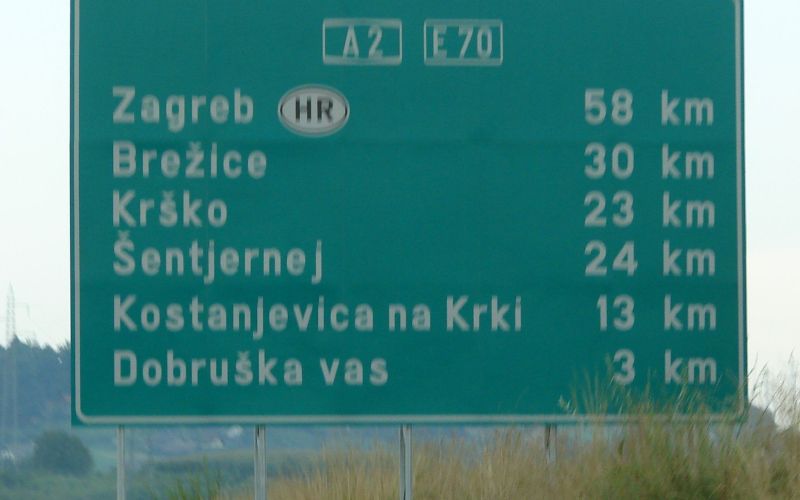 A2 E70
Zagreb HR 58 km
Brežice 30 km
Krško 23 km
Šentjernej 24 km
Kostanjevica na Krki 13 km
Dobruška vas 3 km